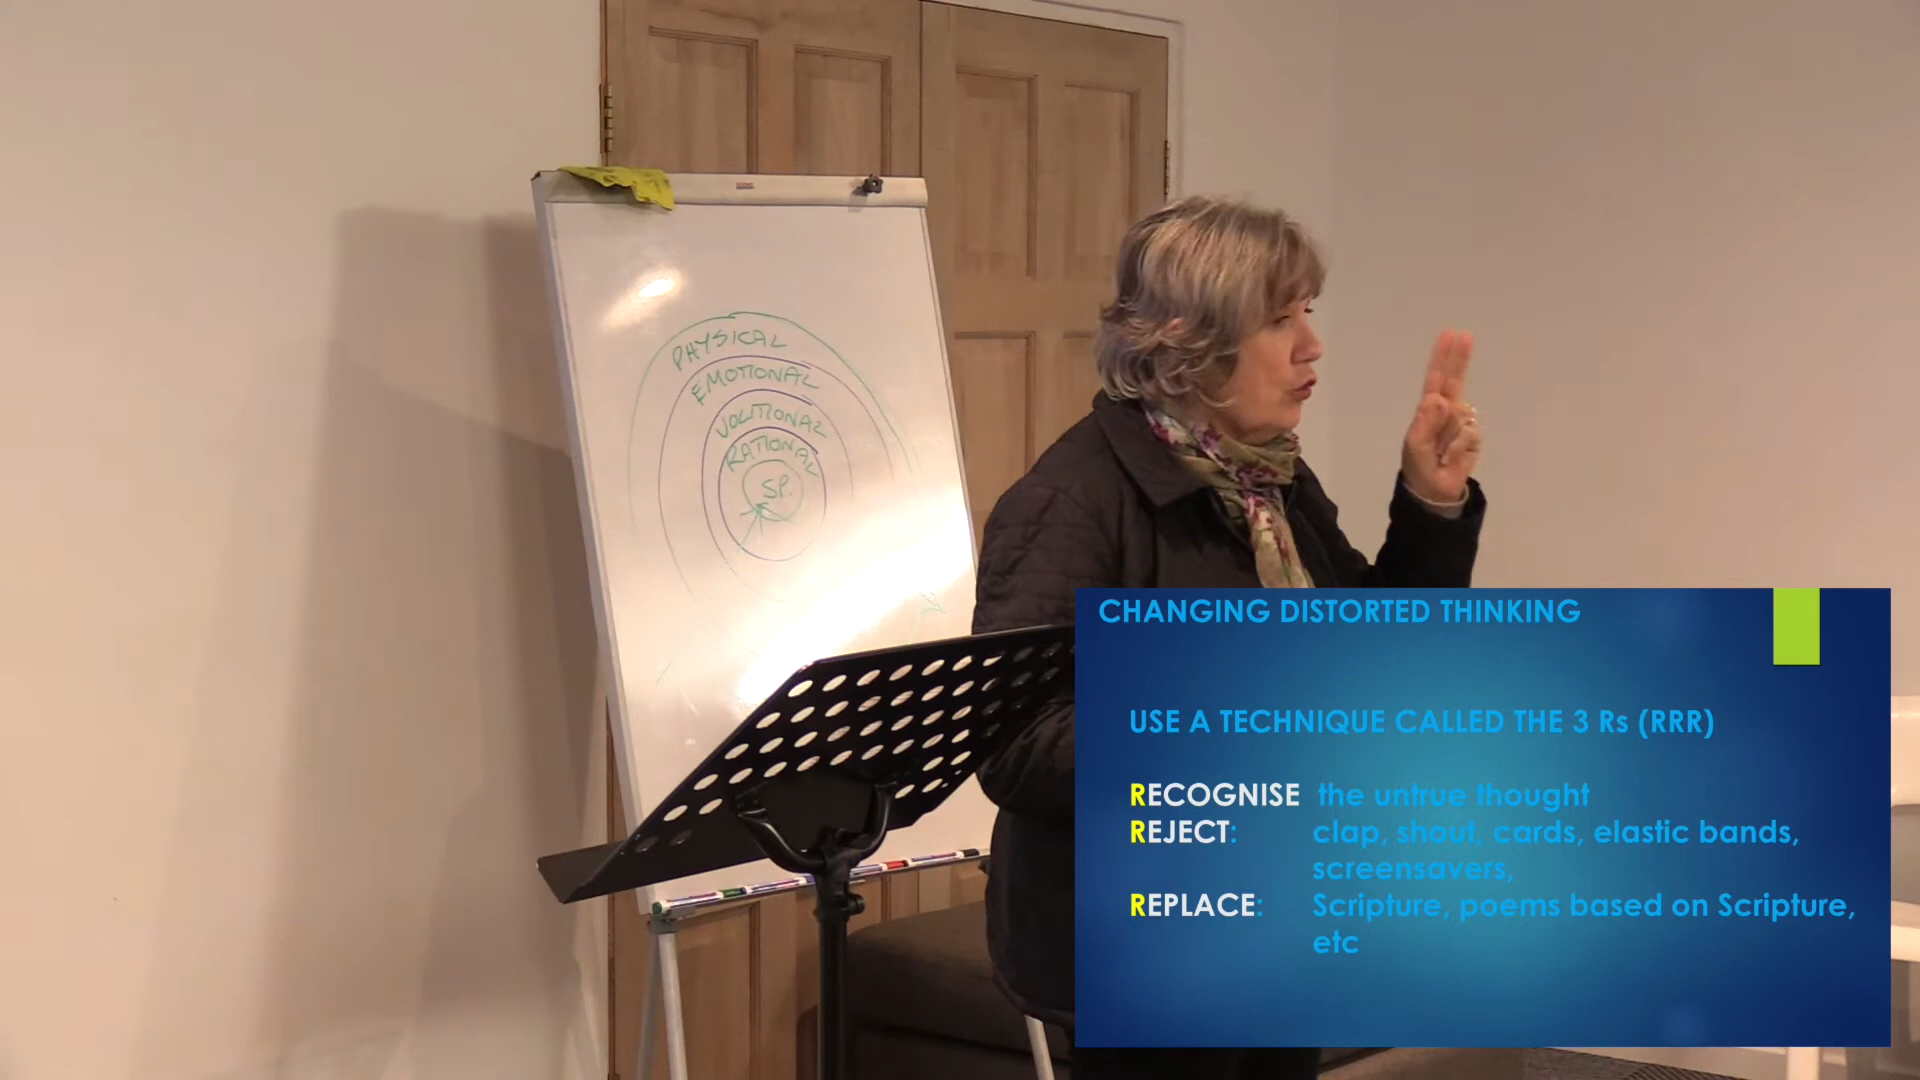 PHYSICAL
EMOTIONAL
VOLITIONAL
RATIONAL
SP.
CHANGING DISTORTED THINKING
USE A TECHNIQUE CALLED THE 3 Rs (RRR)
RECOGNISE the untrue thought
REJECT: clap, shout, cards, elastic bands,
screensavers,
REPLACE: Scripture, poems based on Scripture,
etc